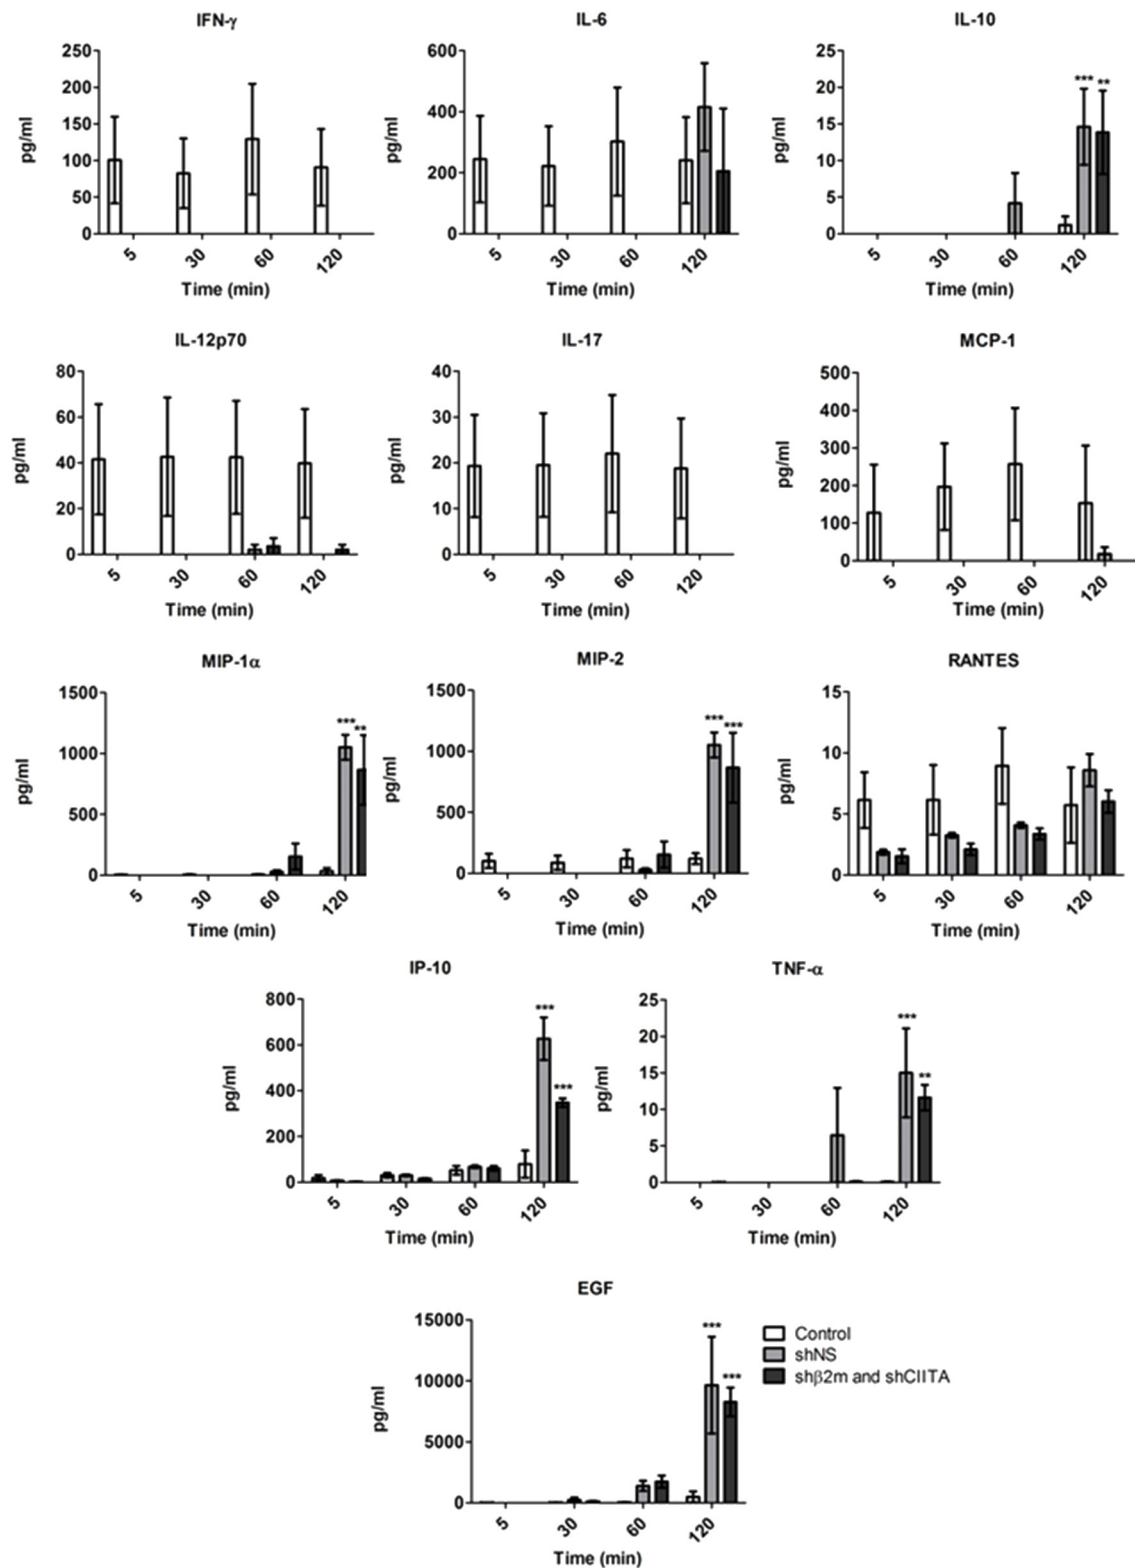 IFN-γ
IL-6
IL-10
250
200
150
100
50
0
pg/ml
5
30
60
120
Time (min)
600
400
200
0
pg/ml
5
30
60
120
Time (min)
25
20
15
10
5
0
pg/ml
*** **
5
30
60
120
Time (min)
IL-12p70
IL-17
MCP-1
80
60
40
20
0
pg/ml
5
30
60
120
Time (min)
40
30
20
10
0
pg/ml
5
30
60
120
Time (min)
500
400
300
200
100
0
pg/ml
5
30
60
120
Time (min)
MIP-1α
MIP-2
RANTES
1500
1000
500
0
pg/ml
*** **
5
30
60
120
Time (min)
1500
1000
500
0
pg/ml
*** ***
5
30
60
120
Time (min)
15
10
5
0
pg/ml
5
30
60
120
Time (min)
IP-10
TNF-α
800
600
400
200
0
pg/ml
***
***
5
30
60
120
Time (min)
25
20
15
10
5
0
pg/ml
***
**
5
30
60
120
Time (min)
EGF
15000
10000
5000
0
pg/ml
***
***
5
30
60
120
Time (min)
Control
shNS
shβ2m and shCIITA